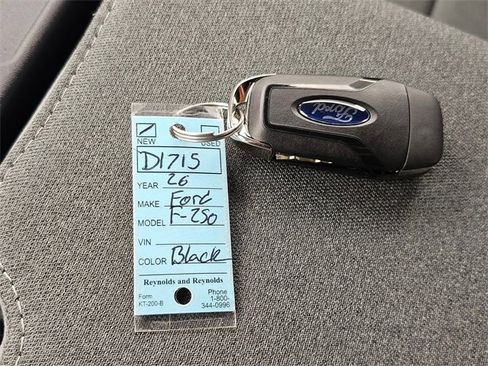 Ford
NEW USED
D1715
YEAR 26
MAKE Ford
MODEL F-250
VIN
COLOR Black
Reynolds and Reynolds
Form Phone
KT-200-B 1-800-
344-0996